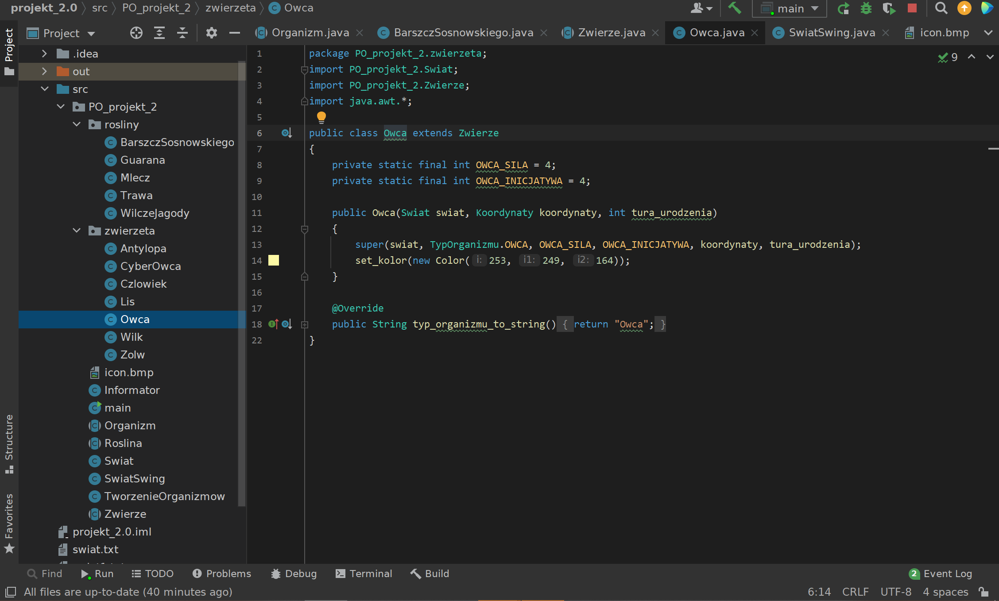 projekt_2.0 src PO_projekt_2 zwierzeta Owca main
Project Organizm.java BarszczSosnowskiego.java Zwierze.java Owca.java SwiatSwing.java icon.bmp
Project
Structure
Favorites
.idea
out
src
PO_projekt_2
rosliny
BarszczSosnowskiego
Guarana
Mlecz
Trawa
WilczeJagody
zwierzeta
Antylopa
CyberOwca
Czlowiek
Lis
Owca
Wilk
Zolw
icon.bmp
Informator
main
Organizm
Roslina
Swiat
SwiatSwing
TworzenieOrganizmow
Zwierze
projekt_2.0.iml
swiat.txt
9
1 package PO_projekt_2.zwierzeta;
2 import PO_projekt_2.Swiat;
3 import PO_projekt_2.Zwierze;
4 import java.awt.*;
5
6 public class Owca extends Zwierze
7 {
8 private static final int OWCA_SILA = 4;
9 private static final int OWCA_INICJATYWA = 4;
10
11 public Owca(Swiat swiat, Koordynaty koordynaty, int tura_urodzenia)
12 {
13 super(swiat, TypOrganizmu.OWCA, OWCA_SILA, OWCA_INICJATYWA, koordynaty, tura_urodzenia);
14 set_kolor(new Color( i: 253, i1: 249, i2: 164));
15 }
16
17 @Override
18 public String typ_organizmu_to_string() { return "Owca"; }
22 }
Find Run TODO Problems Debug Terminal Build 2 Event Log
All files are up-to-date (40 minutes ago) 6:14 CRLF UTF-8 4 spaces